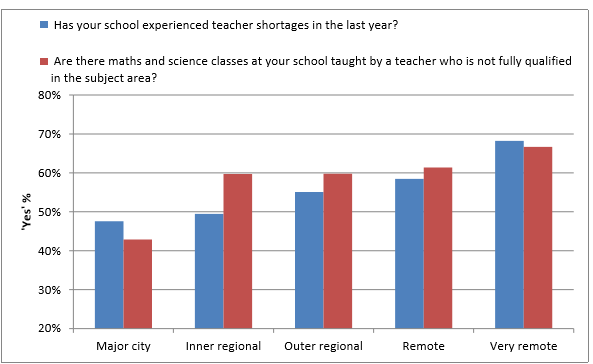 Has your school experienced teacher shortages in the last year?
Are there maths and science classes at your school taught by a teacher who is not fully qualified
in the subject area?
80%
70%
60%
50%
40%
30%
20%
'Yes' %
Major city
Inner regional
Outer regional
Remote
Very remote